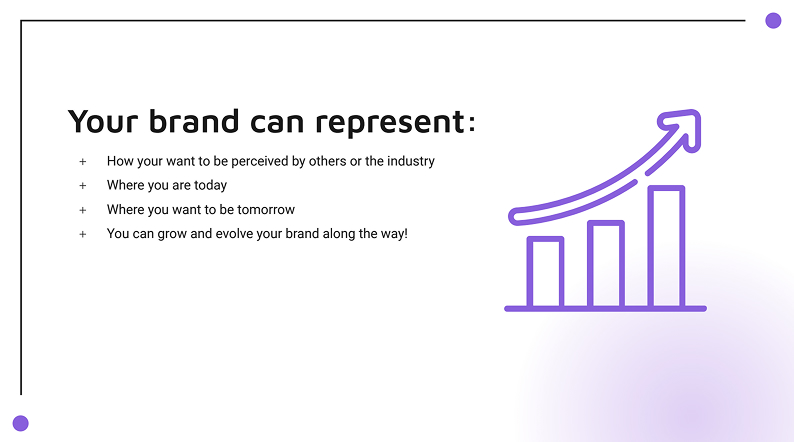 Your brand can represent:
+ How your want to be perceived by others or the industry
+ Where you are today
+ Where you want to be tomorrow
+ You can grow and evolve your brand along the way!